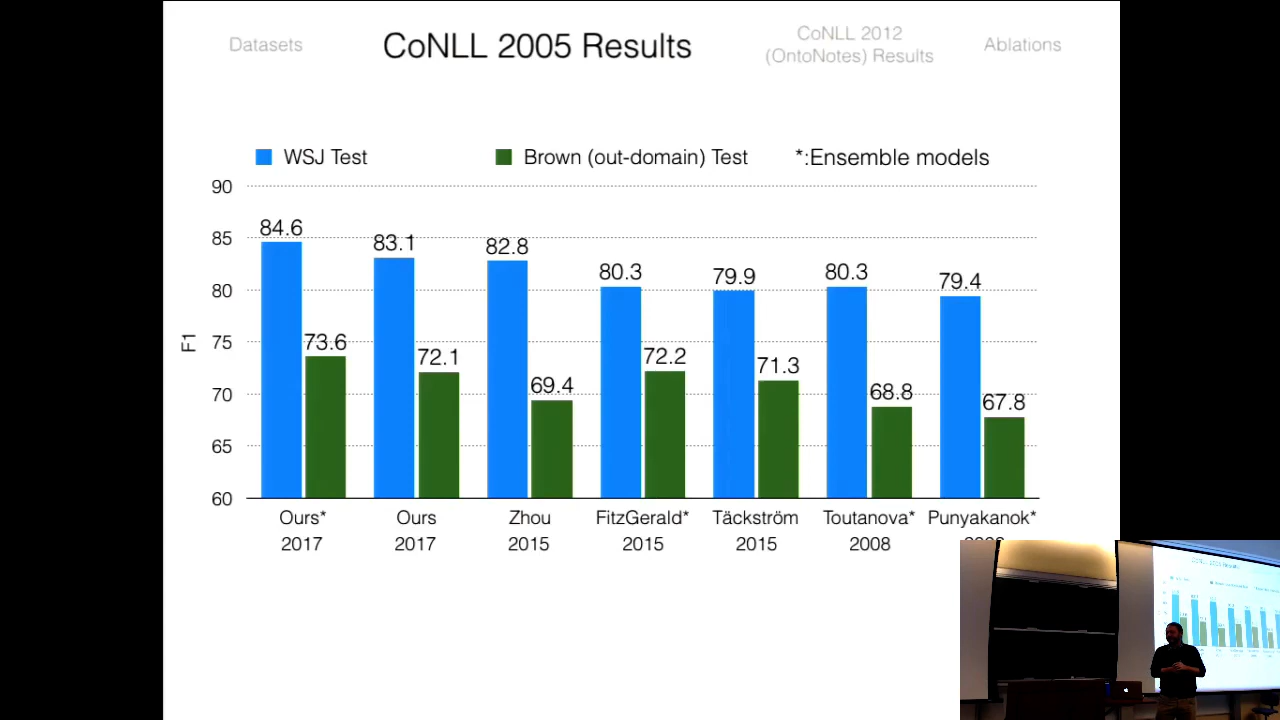 Datasets
CoNLL 2005 Results
CoNLL 2012
(OntoNotes) Results
Ablations
WSJ Test
Brown (out-domain) Test
*:Ensemble models
90
85
80
75
70
65
60
F1
84.6
73.6
83.1
72.1
82.8
69.4
80.3
72.2
79.9
71.3
80.3
68.8
79.4
67.8
Ours*
2017
Ours
2017
Zhou
2015
FitzGerald*
2015
Täckström
2015
Toutanova*
2008
Punyakanok*
CoNLL 2005 Results